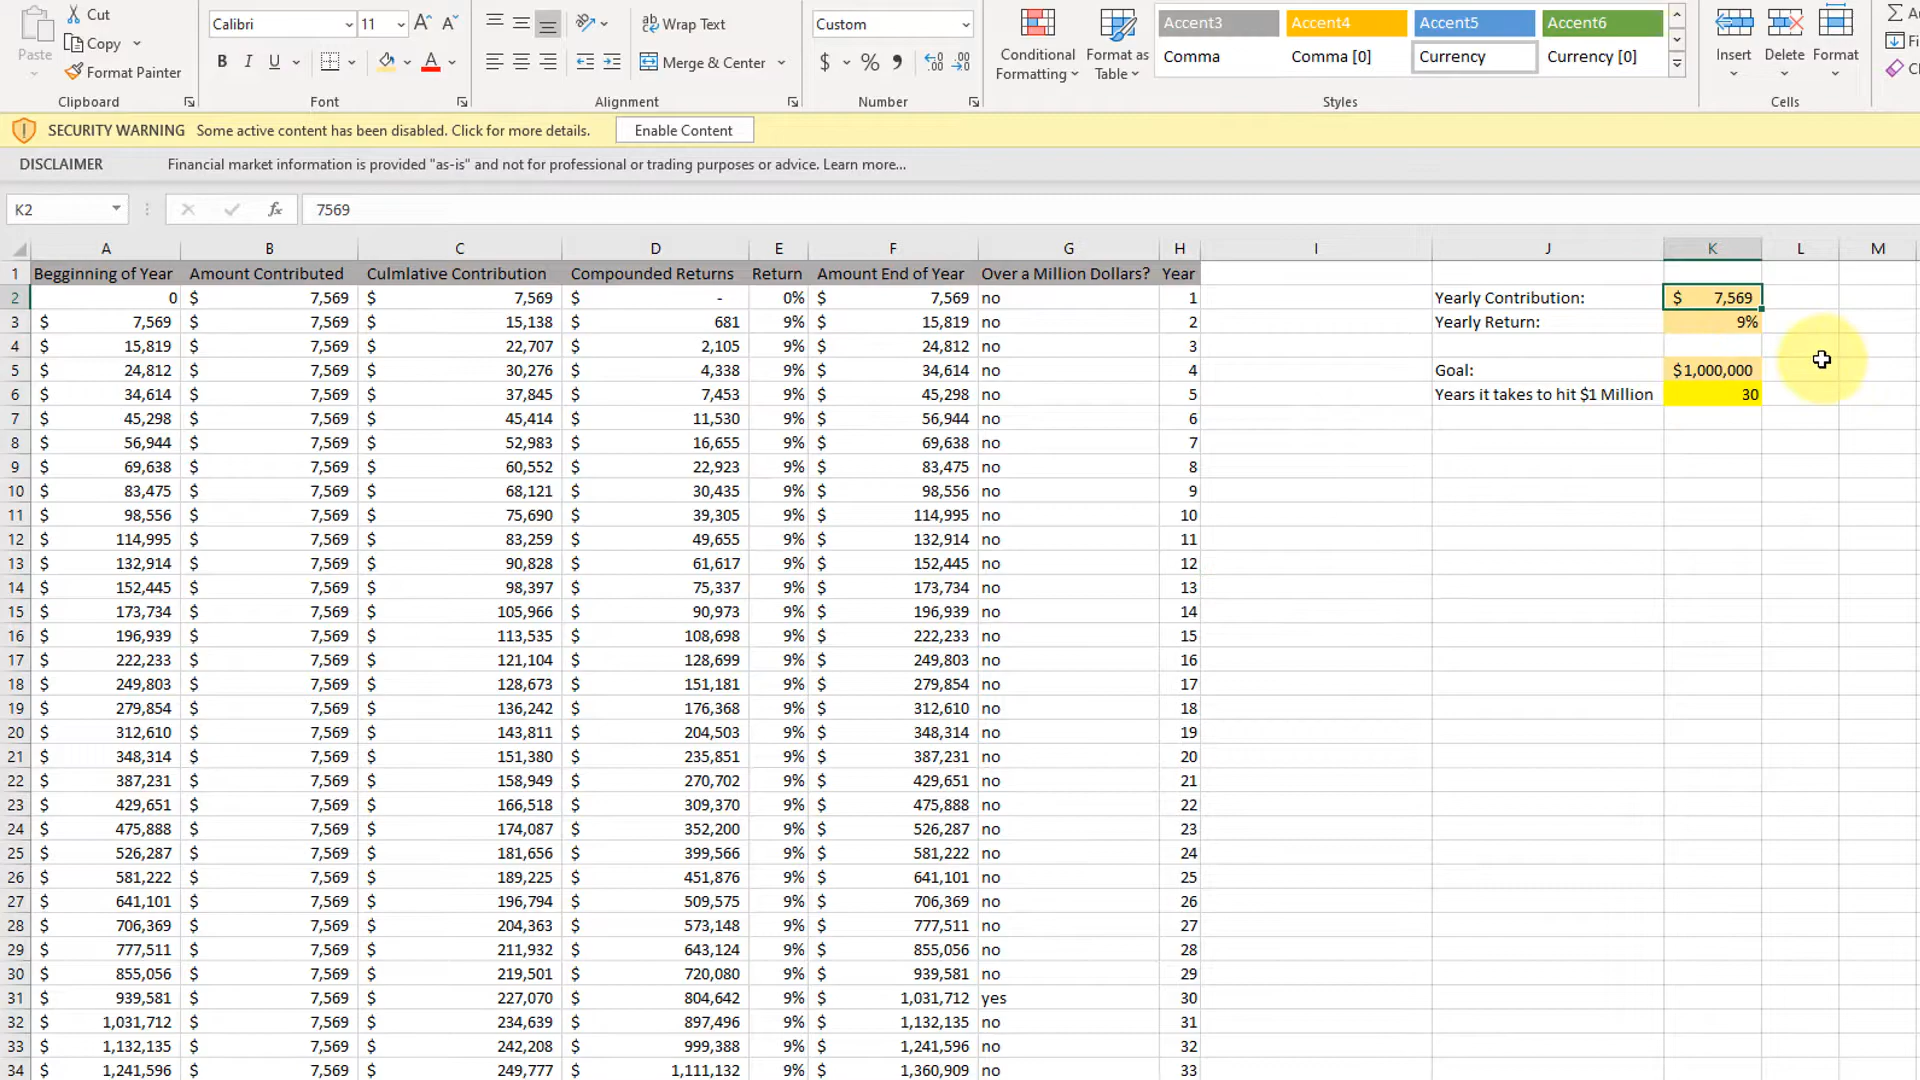 Cut
Calibri 11
Wrap Text
Custom
Accent3 Accent4 Accent5 Accent6
Paste
Copy
B I U
Merge & Center
$ %
Conditional Formatting
Format as Table
Comma Comma [0] Currency Currency [0]
Insert Delete Format
Format Painter
Clipboard Font Alignment Number Styles Cells
SECURITY WARNING Some active content has been disabled. Click for more details. Enable Content
DISCLAIMER Financial market information is provided "as-is" and not for professional or trading purposes or advice. Learn more...
K2 fx 7569
A B C D E F G H I J K L M
1 Begginning of Year Amount Contributed Culmlative Contribution Compounded Returns Return Amount End of Year Over a Million Dollars? Year
2 0 $ 7,569 $ 7,569 $ - 0% $ 7,569 no 1 Yearly Contribution: $ 7,569
3 $ 7,569 $ 7,569 $ 15,138 $ 681 9% $ 15,819 no 2 Yearly Return: 9%
4 $ 15,819 $ 7,569 $ 22,707 $ 2,105 9% $ 24,812 no 3
5 $ 24,812 $ 7,569 $ 30,276 $ 4,338 9% $ 34,614 no 4 Goal: $1,000,000
6 $ 34,614 $ 7,569 $ 37,845 $ 7,453 9% $ 45,298 no 5 Years it takes to hit $1 Million 30
7 $ 45,298 $ 7,569 $ 45,414 $ 11,530 9% $ 56,944 no 6
8 $ 56,944 $ 7,569 $ 52,983 $ 16,655 9% $ 69,638 no 7
9 $ 69,638 $ 7,569 $ 60,552 $ 22,923 9% $ 83,475 no 8
10 $ 83,475 $ 7,569 $ 68,121 $ 30,435 9% $ 98,556 no 9
11 $ 98,556 $ 7,569 $ 75,690 $ 39,305 9% $ 114,995 no 10
12 $ 114,995 $ 7,569 $ 83,259 $ 49,655 9% $ 132,914 no 11
13 $ 132,914 $ 7,569 $ 90,828 $ 61,617 9% $ 152,445 no 12
14 $ 152,445 $ 7,569 $ 98,397 $ 75,337 9% $ 173,734 no 13
15 $ 173,734 $ 7,569 $ 105,966 $ 90,973 9% $ 196,939 no 14
16 $ 196,939 $ 7,569 $ 113,535 $ 108,698 9% $ 222,233 no 15
17 $ 222,233 $ 7,569 $ 121,104 $ 128,699 9% $ 249,803 no 16
18 $ 249,803 $ 7,569 $ 128,673 $ 151,181 9% $ 279,854 no 17
19 $ 279,854 $ 7,569 $ 136,242 $ 176,368 9% $ 312,610 no 18
20 $ 312,610 $ 7,569 $ 143,811 $ 204,503 9% $ 348,314 no 19
21 $ 348,314 $ 7,569 $ 151,380 $ 235,851 9% $ 387,231 no 20
22 $ 387,231 $ 7,569 $ 158,949 $ 270,702 9% $ 429,651 no 21
23 $ 429,651 $ 7,569 $ 166,518 $ 309,370 9% $ 475,888 no 22
24 $ 475,888 $ 7,569 $ 174,087 $ 352,200 9% $ 526,287 no 23
25 $ 526,287 $ 7,569 $ 181,656 $ 399,566 9% $ 581,222 no 24
26 $ 581,222 $ 7,569 $ 189,225 $ 451,876 9% $ 641,101 no 25
27 $ 641,101 $ 7,569 $ 196,794 $ 509,575 9% $ 706,369 no 26
28 $ 706,369 $ 7,569 $ 204,363 $ 573,148 9% $ 777,511 no 27
29 $ 777,511 $ 7,569 $ 211,932 $ 643,124 9% $ 855,056 no 28
30 $ 855,056 $ 7,569 $ 219,501 $ 720,080 9% $ 939,581 no 29
31 $ 939,581 $ 7,569 $ 227,070 $ 804,642 9% $ 1,031,712 yes 30
32 $ 1,031,712 $ 7,569 $ 234,639 $ 897,496 9% $ 1,132,135 no 31
33 $ 1,132,135 $ 7,569 $ 242,208 $ 999,388 9% $ 1,241,596 no 32
34 $ 1,241,596 $ 7,569 $ 249,777 $ 1,111,132 9% $ 1,360,909 no 33